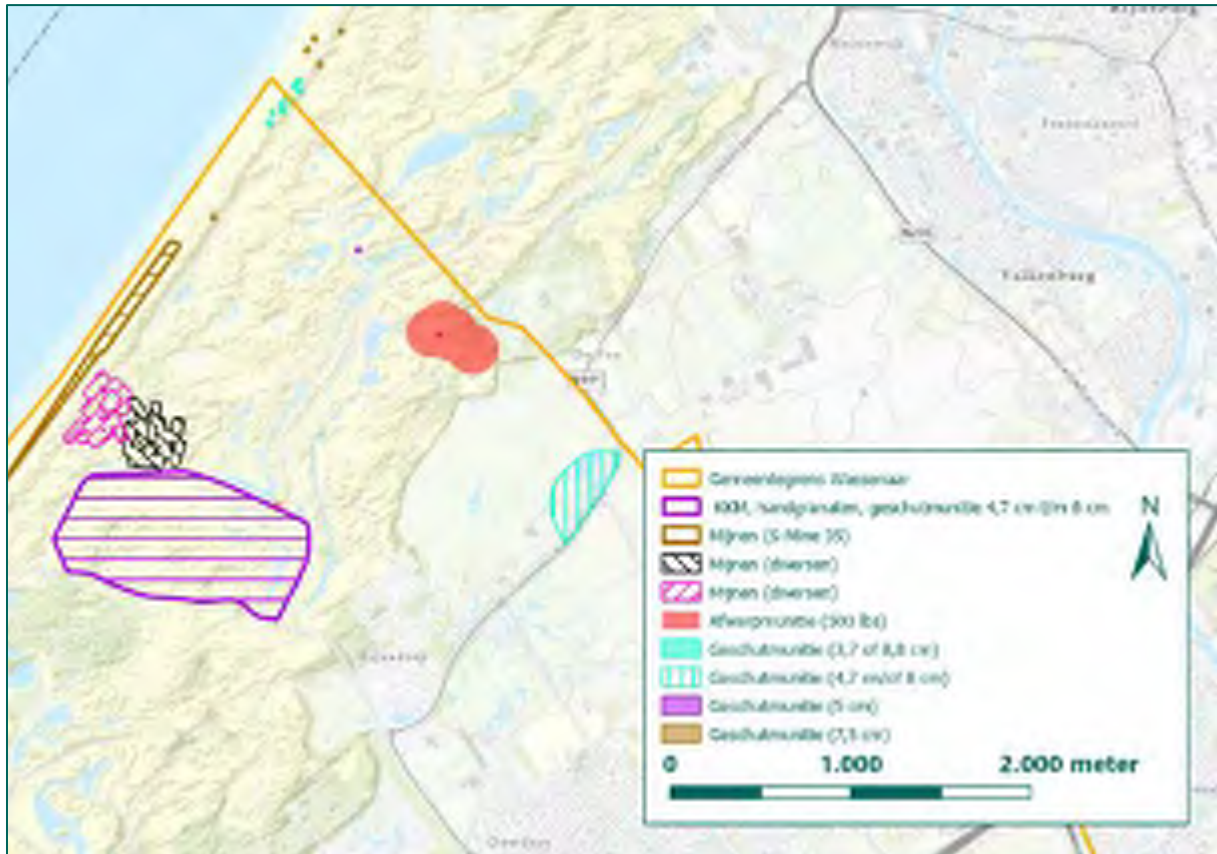 Valkenburg
Gemeentegrens Wassenaar
KKM, handgranaten, geschutmunitie 4,7 cm t/m 8 cm
Mijnen (S-Mine 35)
Mijnen (diversen)
Mijnen (diversen)
Afwerpmunitie (500 lbs)
Geschutmunitie (3,7 of 8,8 cm)
Geschutmunitie (4,7 en/of 8 cm)
Geschutmunitie (5 cm)
Geschutmunitie (7,5 cm)
N
0 1.000 2.000 meter